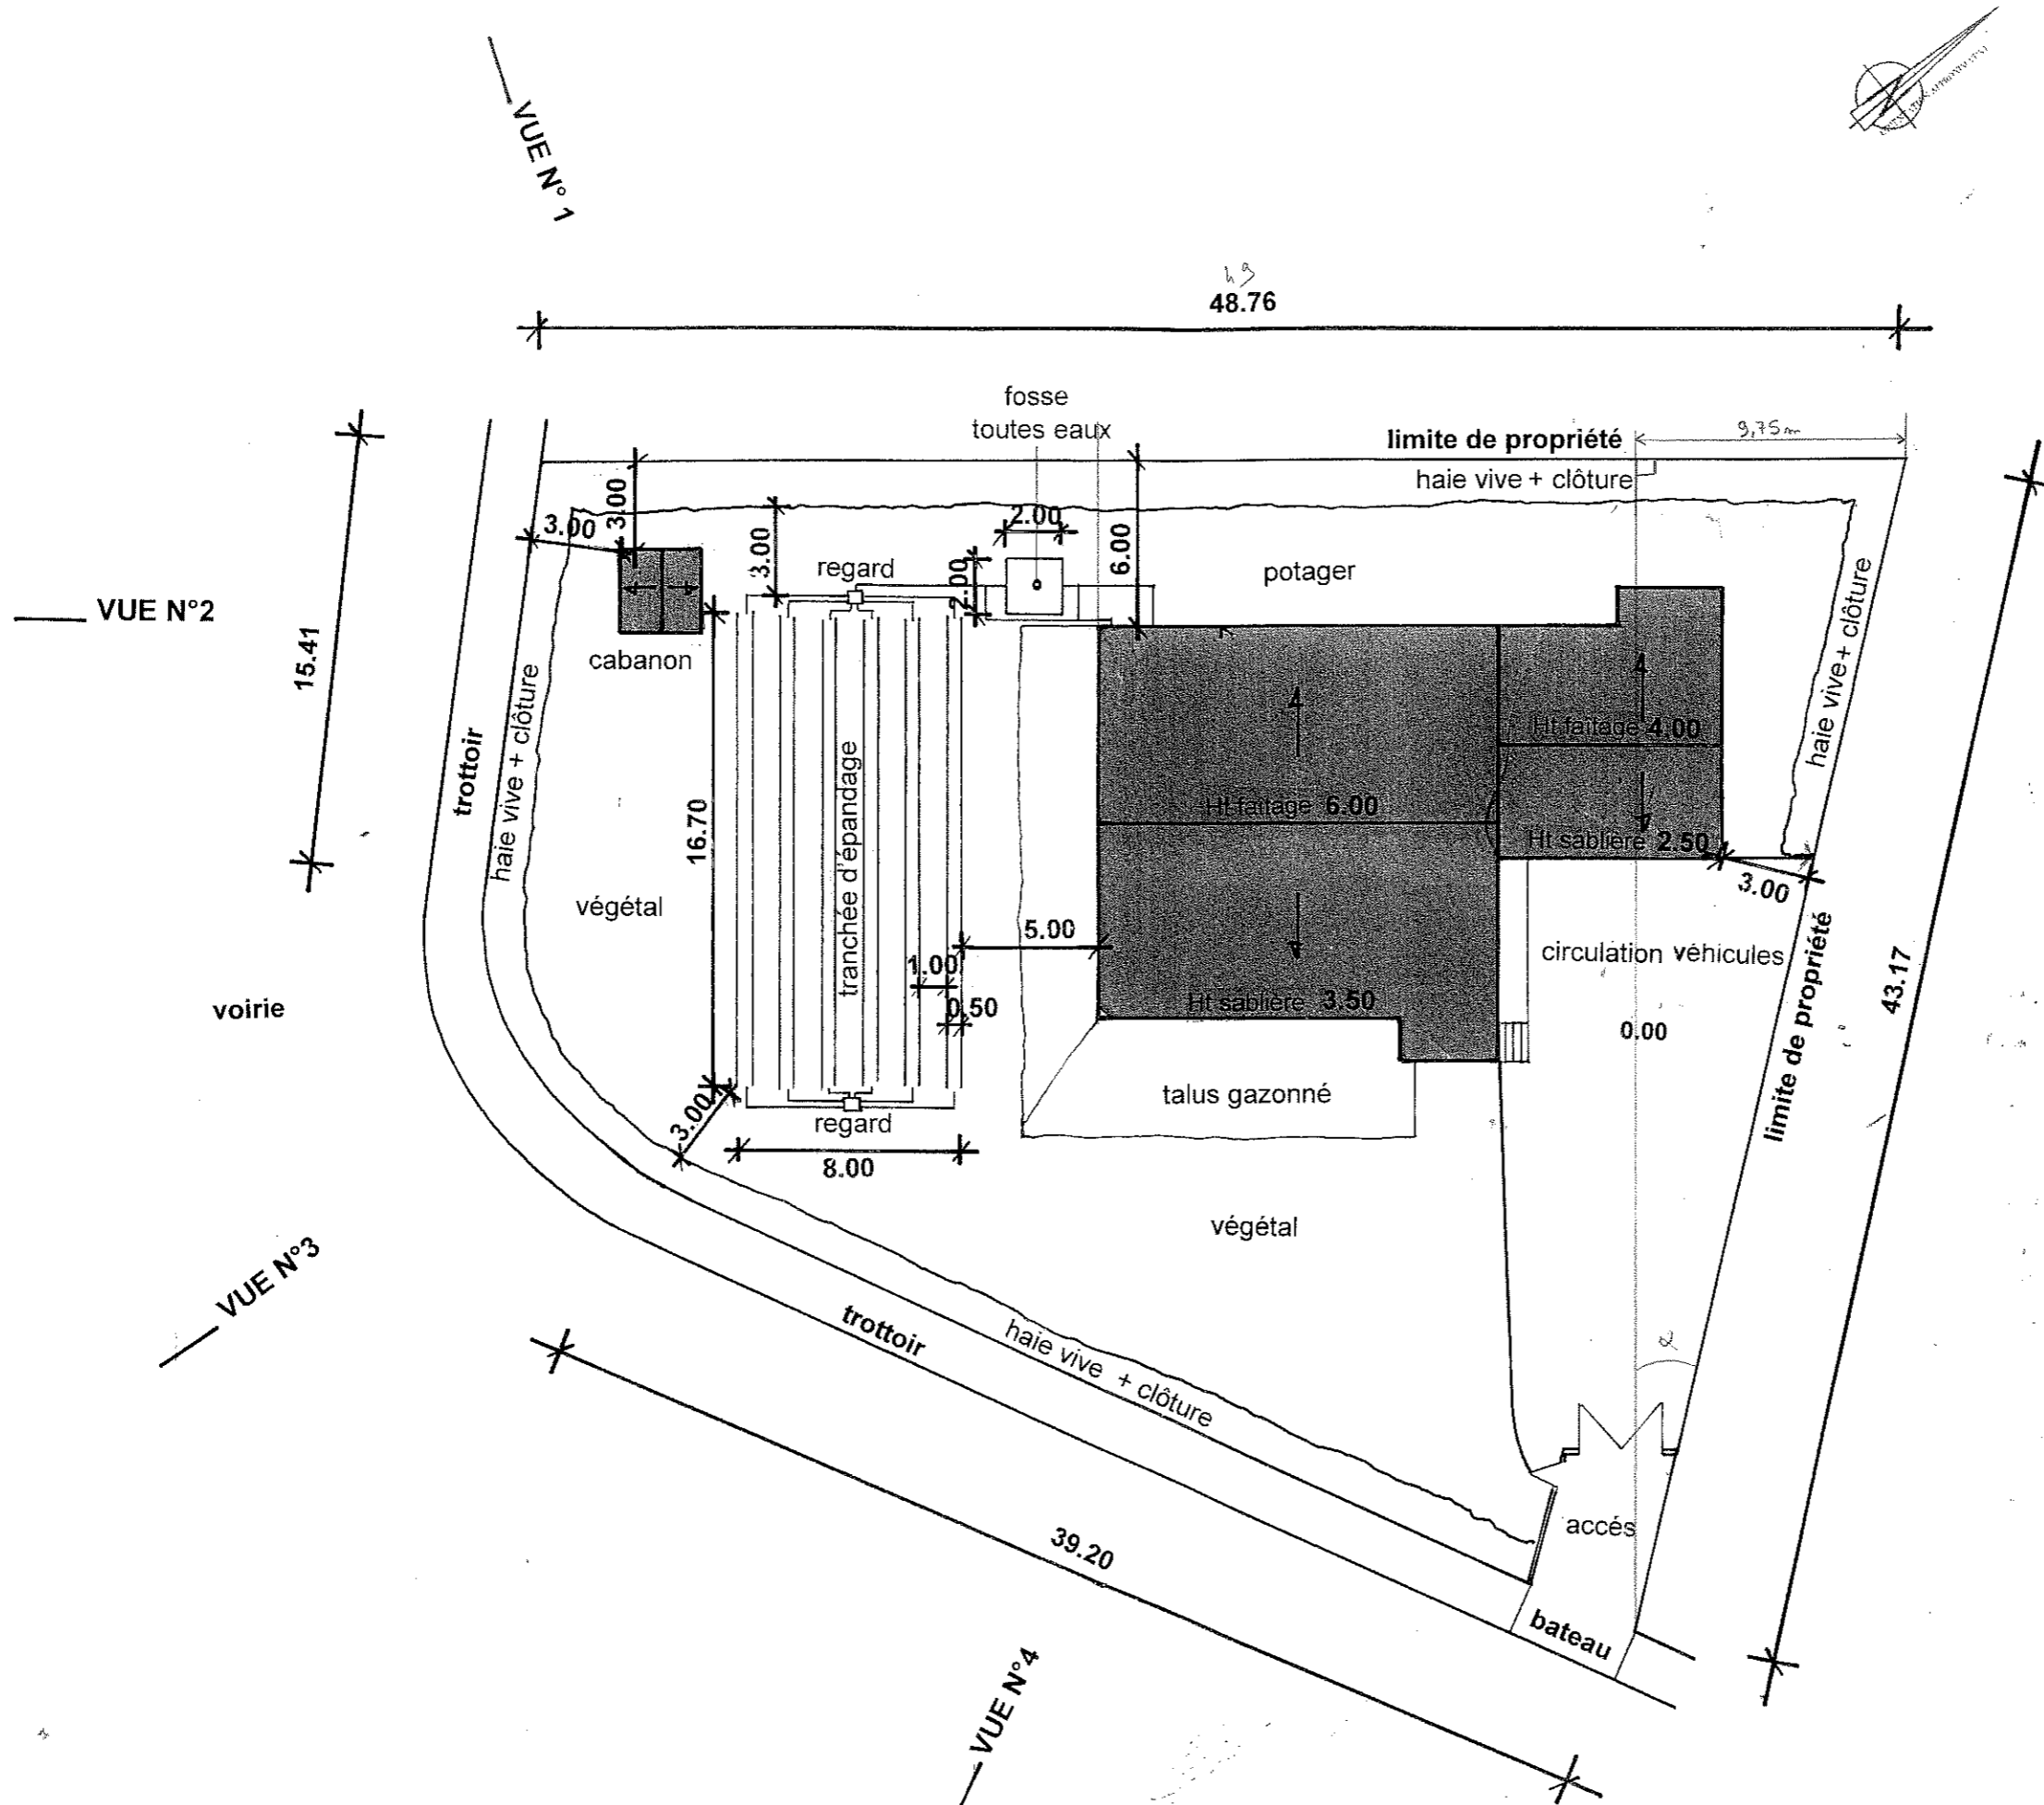 VUE N° 1
49
48.76
fosse
toutes eaux
limite de propriété
9,75 m
haie vive + clôture
3.00
3.00
3.00
2.00
2.00
6.00
regard
potager
VUE N°2
15.41
cabanon
trottoir
haie vive + clôture
haie vive+ clôture
Ht faîtage 4.00
tranchée d'épandage
16.70
Ht faîtage 6.00
Ht sablière 2.50
3.00
végétal
5.00
circulation véhicules
1.00
limite de propriété
43.17
voirie
Ht sablière 3.50
0.50
0.00
talus gazonné
3.00
regard
8.00
végétal
VUE N°3
trottoir
haie vive + clôture
α
39.20
accés
bateau
VUE N°4